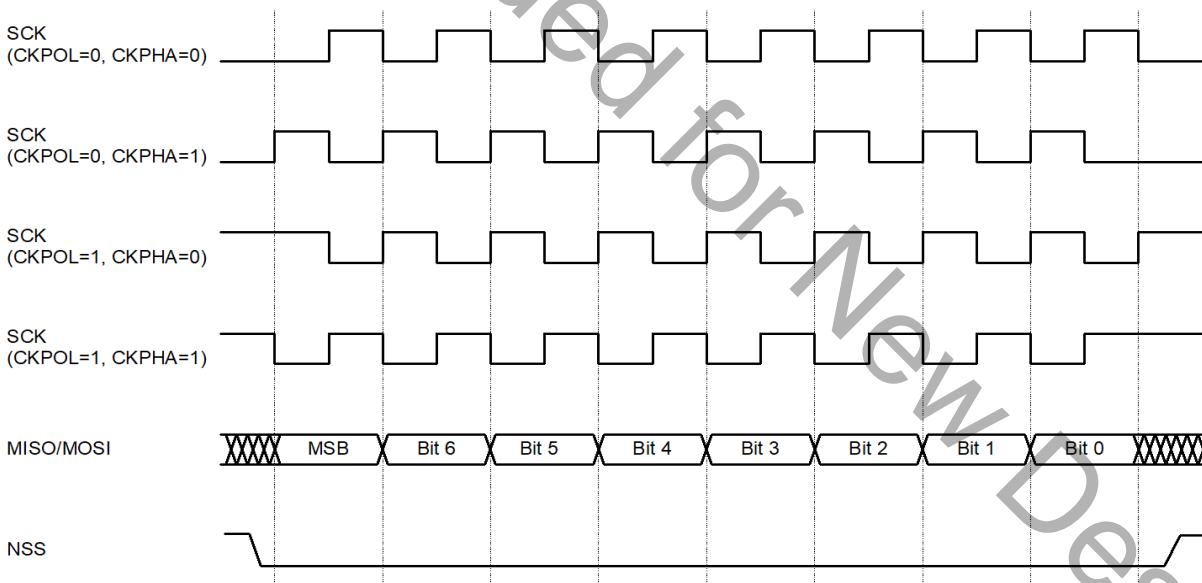 SCK
(CKPOL=0, CKPHA=0)
SCK
(CKPOL=0, CKPHA=1)
SCK
(CKPOL=1, CKPHA=0)
SCK
(CKPOL=1, CKPHA=1)
MISO/MOSI
MSB
Bit 6
Bit 5
Bit 4
Bit 3
Bit 2
Bit 1
Bit 0
NSS
for New